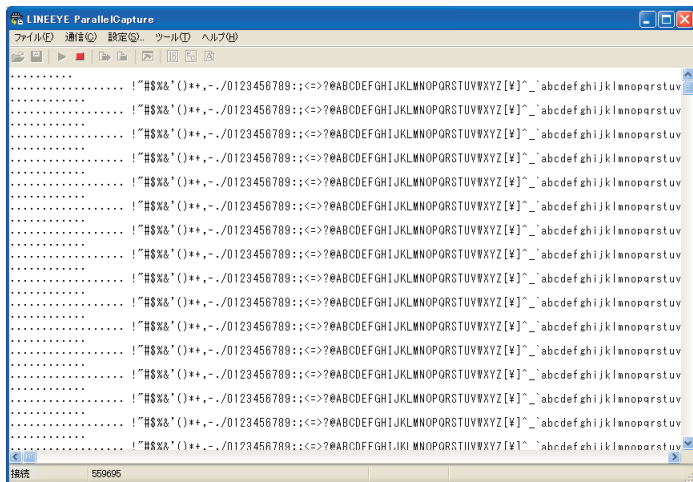 LINEEYE ParallelCapture
ファイル(F) 通信(C) 設定(S)... ツール(T) ヘルプ(H)
..........
.................. !"#$%&'()*+,-./0123456789:;<=>?@ABCDEFGHIJKLMNOPQRSTUVWXYZ[¥]^_`abcdefghijklmnopqrstuv
............
.................. !"#$%&'()*+,-./0123456789:;<=>?@ABCDEFGHIJKLMNOPQRSTUVWXYZ[¥]^_`abcdefghijklmnopqrstuv
............
.................. !"#$%&'()*+,-./0123456789:;<=>?@ABCDEFGHIJKLMNOPQRSTUVWXYZ[¥]^_`abcdefghijklmnopqrstuv
............
.................. !"#$%&'()*+,-./0123456789:;<=>?@ABCDEFGHIJKLMNOPQRSTUVWXYZ[¥]^_`abcdefghijklmnopqrstuv
............
.................. !"#$%&'()*+,-./0123456789:;<=>?@ABCDEFGHIJKLMNOPQRSTUVWXYZ[¥]^_`abcdefghijklmnopqrstuv
............
.................. !"#$%&'()*+,-./0123456789:;<=>?@ABCDEFGHIJKLMNOPQRSTUVWXYZ[¥]^_`abcdefghijklmnopqrstuv
............
.................. !"#$%&'()*+,-./0123456789:;<=>?@ABCDEFGHIJKLMNOPQRSTUVWXYZ[¥]^_`abcdefghijklmnopqrstuv
............
.................. !"#$%&'()*+,-./0123456789:;<=>?@ABCDEFGHIJKLMNOPQRSTUVWXYZ[¥]^_`abcdefghijklmnopqrstuv
............
.................. !"#$%&'()*+,-./0123456789:;<=>?@ABCDEFGHIJKLMNOPQRSTUVWXYZ[¥]^_`abcdefghijklmnopqrstuv
............
.................. !"#$%&'()*+,-./0123456789:;<=>?@ABCDEFGHIJKLMNOPQRSTUVWXYZ[¥]^_`abcdefghijklmnopqrstuv
............
.................. !"#$%&'()*+,-./0123456789:;<=>?@ABCDEFGHIJKLMNOPQRSTUVWXYZ[¥]^_`abcdefghijklmnopqrstuv
............
.................. !"#$%&'()*+,-./0123456789:;<=>?@ABCDEFGHIJKLMNOPQRSTUVWXYZ[¥]^_`abcdefghijklmnopqrstuv
............
.................. !"#$%&'()*+,-./0123456789:;<=>?@ABCDEFGHIJKLMNOPQRSTUVWXYZ[¥]^_`abcdefghijklmnopqrstuv
............
.................. !"#$%&'()*+,-./0123456789:;<=>?@ABCDEFGHIJKLMNOPQRSTUVWXYZ[¥]^_`abcdefghijklmnopqrstuv
............
.................. !"#$%&'()*+,-./0123456789:;<=>?@ABCDEFGHIJKLMNOPQRSTUVWXYZ[¥]^_`abcdefghijklmnopqrstuv
............
.................. !"#$%&'()*+,-./0123456789:;<=>?@ABCDEFGHIJKLMNOPQRSTUVWXYZ[¥]^_`abcdefghijklmnopqrstuv
接続 559695